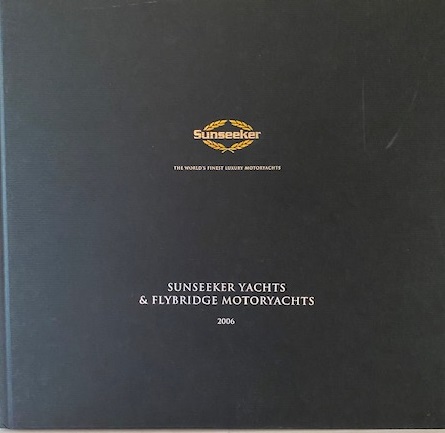 Sunseeker
THE WORLD'S FINEST LUXURY MOTORYACHTS
SUNSEEKER YACHTS
& FLYBRIDGE MOTORYACHTS
2006